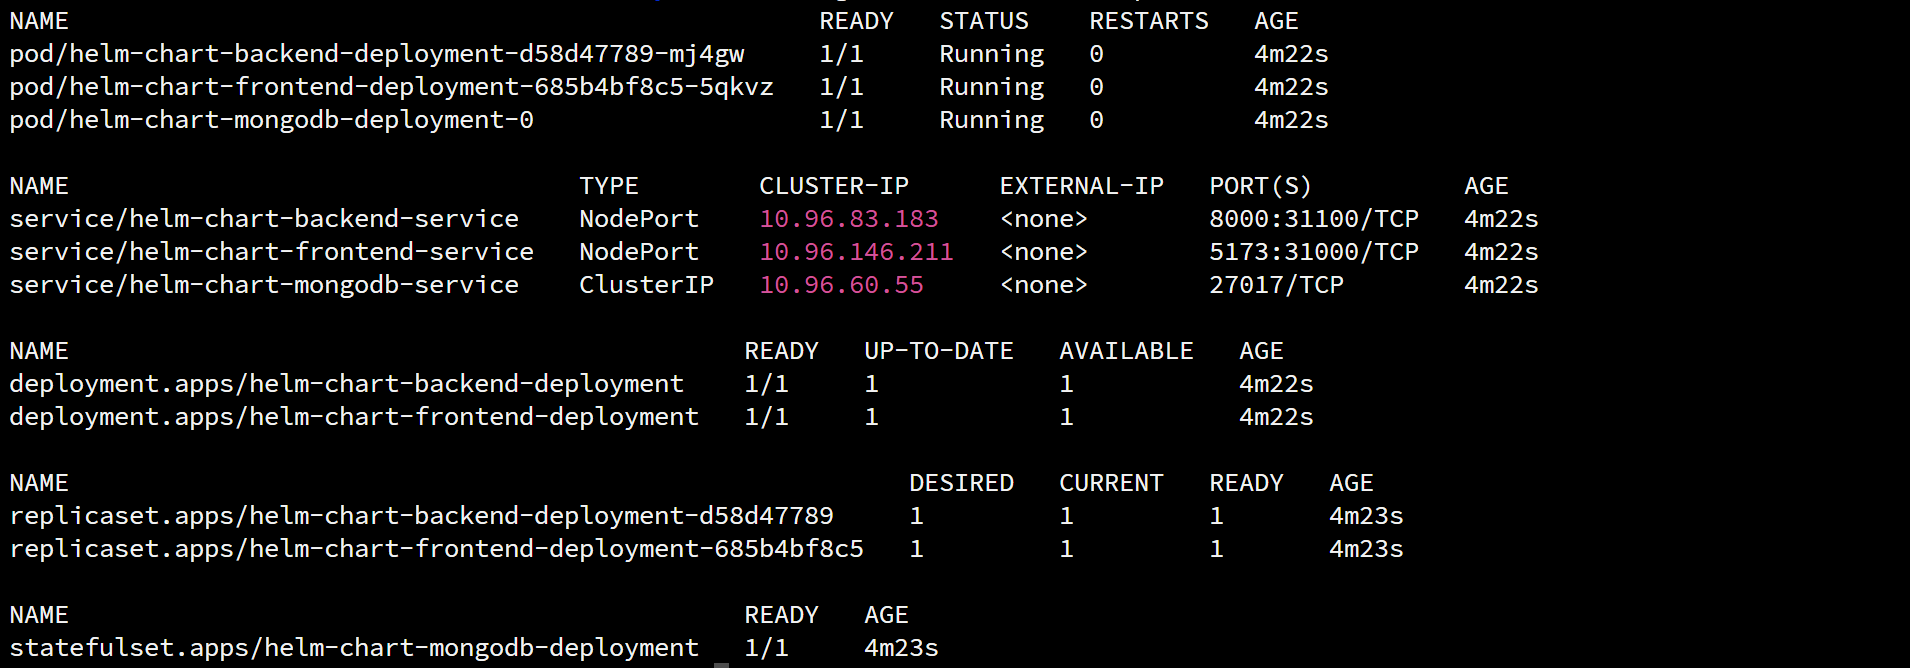 NAME READY STATUS RESTARTS AGE
pod/helm-chart-backend-deployment-d58d47789-mj4gw 1/1 Running 0 4m22s
pod/helm-chart-frontend-deployment-685b4bf8c5-5qkvz 1/1 Running 0 4m22s
pod/helm-chart-mongodb-deployment-0 1/1 Running 0 4m22s
NAME TYPE CLUSTER-IP EXTERNAL-IP PORT(S) AGE
service/helm-chart-backend-service NodePort 10.96.83.183 <none> 8000:31100/TCP 4m22s
service/helm-chart-frontend-service NodePort 10.96.146.211 <none> 5173:31000/TCP 4m22s
service/helm-chart-mongodb-service ClusterIP 10.96.60.55 <none> 27017/TCP 4m22s
NAME READY UP-TO-DATE AVAILABLE AGE
deployment.apps/helm-chart-backend-deployment 1/1 1 1 4m22s
deployment.apps/helm-chart-frontend-deployment 1/1 1 1 4m22s
NAME DESIRED CURRENT READY AGE
replicaset.apps/helm-chart-backend-deployment-d58d47789 1 1 1 4m23s
replicaset.apps/helm-chart-frontend-deployment-685b4bf8c5 1 1 1 4m23s
NAME READY AGE
statefulset.apps/helm-chart-mongodb-deployment 1/1 4m23s